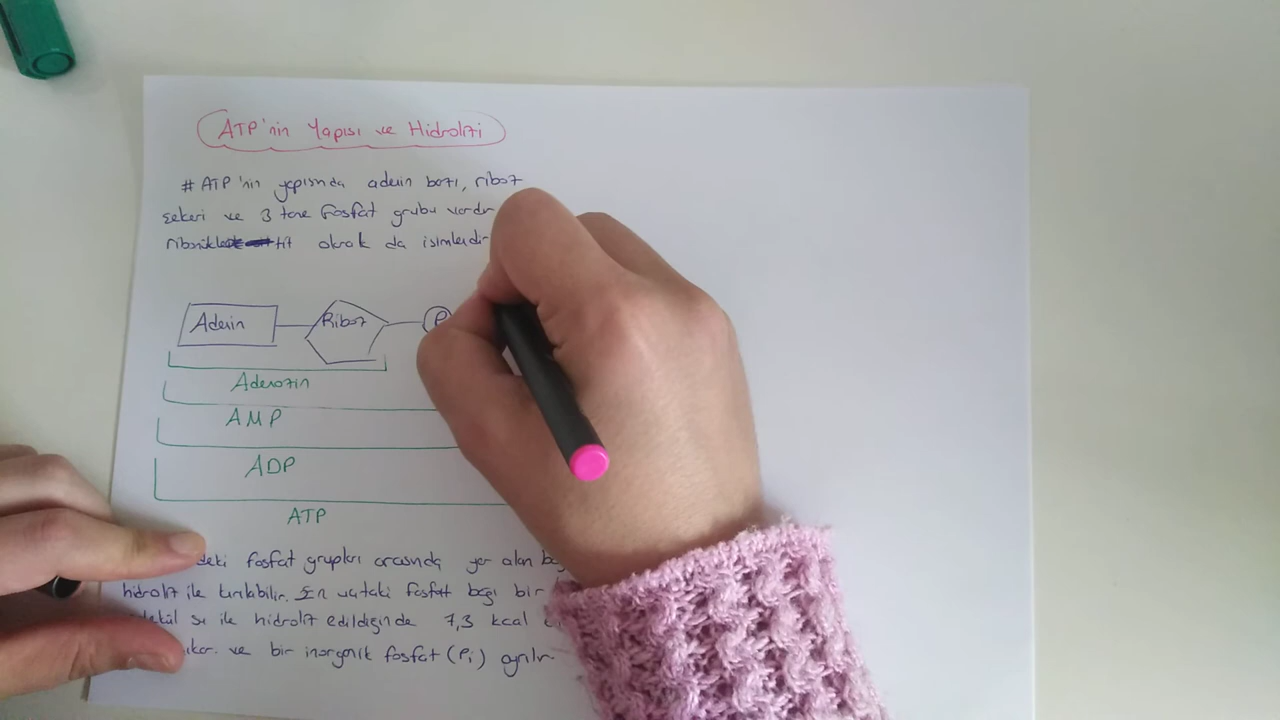 ATP'nin Yapısı ve Hidrolizi
# ATP'nin yapısında adenin bazı, riboz
şekeri ve 3 tane fosfat grubu vardır
tit olarak da isimlendir
Adenin Riboz P
Adenozin
AMP
ADP
ATP
deki fosfat grupları arasında yer alan
hidroliz ile kırılabilir. En uçtaki fosfat bağı bir
su ile hidroliz edildiğinde 7,3 kcal
ve bir inorganik fosfat (Pi) ayrılır.